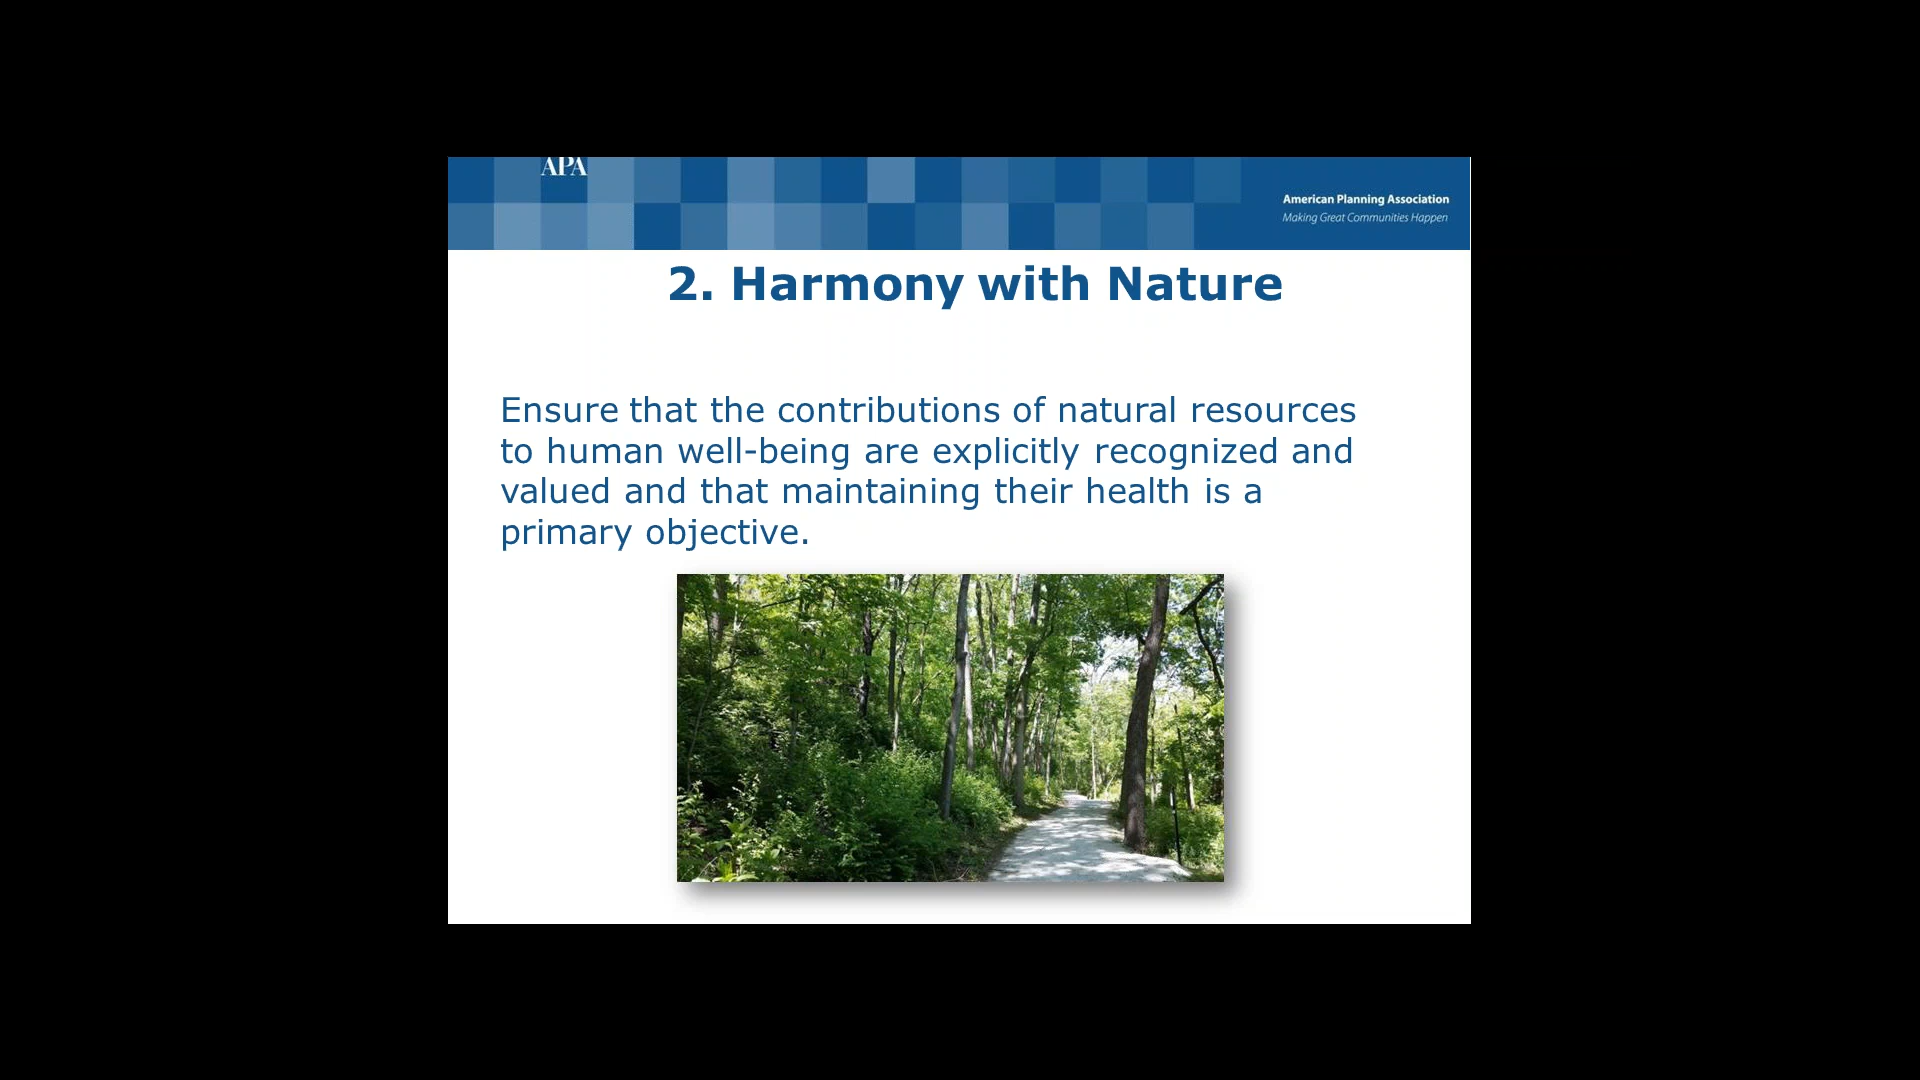 APA
American Planning Association
Making Great Communities Happen
2. Harmony with Nature
Ensure that the contributions of natural resources
to human well-being are explicitly recognized and
valued and that maintaining their health is a
primary objective.